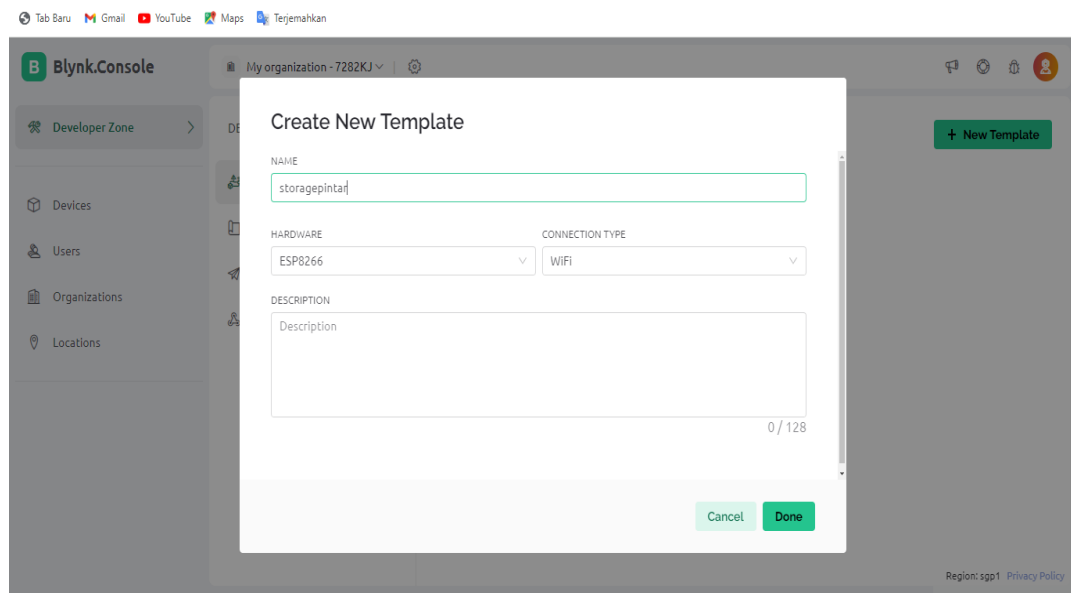 Tab Baru Gmail YouTube Maps Terjemahkan
B Blynk.Console
My organization - 7282KJ
Developer Zone
DE
+ New Template
Devices
Users
Organizations
Locations
Create New Template
NAME
storagepintar
HARDWARE CONNECTION TYPE
ESP8266 WiFi
DESCRIPTION
Description
0 / 128
Cancel Done
Region: sgp1 Privacy Policy